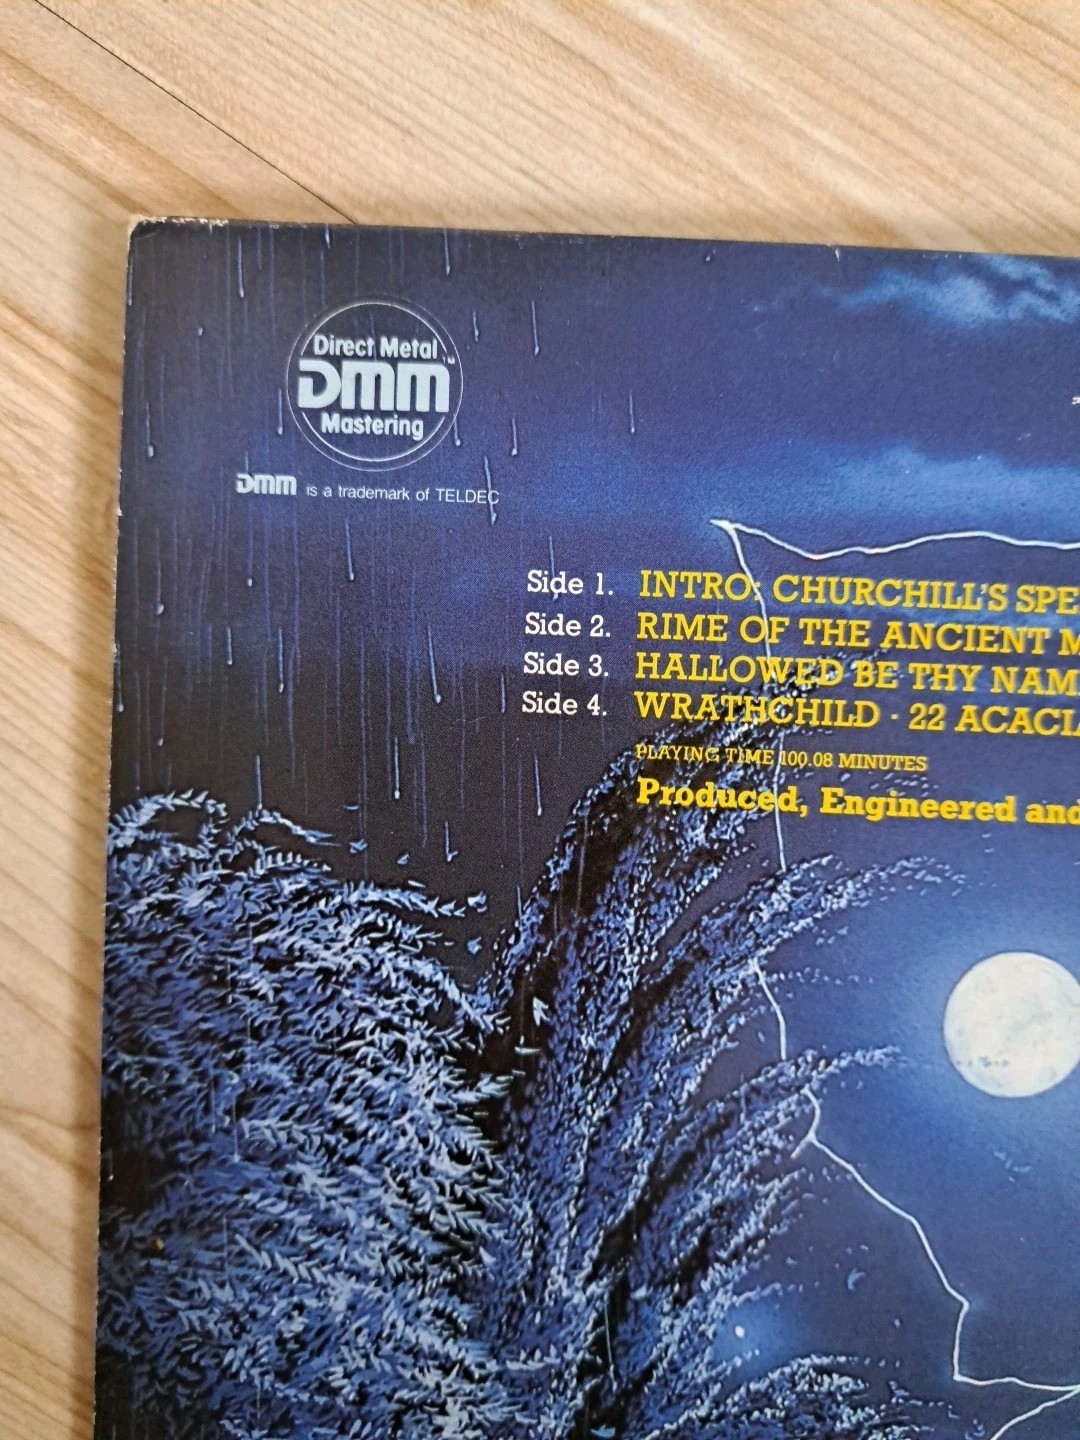 Direct Metal
DMM ™
Mastering
DMM is a trademark of TELDEC
Side 1. INTRO: CHURCHILL'S SPE
Side 2. RIME OF THE ANCIENT M
Side 3. HALLOWED BE THY NAM
Side 4. WRATHCHILD · 22 ACACIA
PLAYING TIME 100.08 MINUTES
Produced, Engineered and